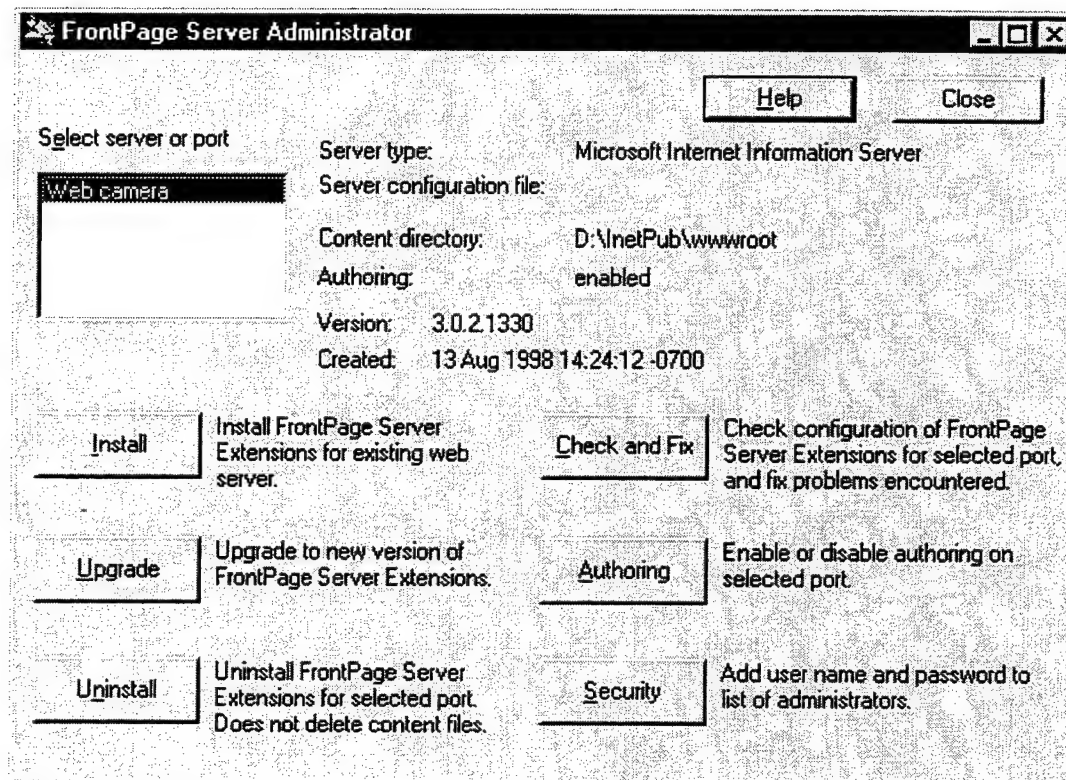 FrontPage Server Administrator
Help
Close
Select server or port
Web camera
Server type: Microsoft Internet Information Server
Server configuration file:
Content directory: D:\InetPub\wwwroot
Authoring: enabled
Version: 3.0.2.1330
Created: 13 Aug 1998 14:24:12 -0700
Install
Install FrontPage Server
Extensions for existing web
server.
Check and Fix
Check configuration of FrontPage
Server Extensions for selected port,
and fix problems encountered.
Upgrade
Upgrade to new version of
FrontPage Server Extensions.
Authoring
Enable or disable authoring on
selected port.
Uninstall
Uninstall FrontPage Server
Extensions for selected port.
Does not delete content files.
Security
Add user name and password to
list of administrators.